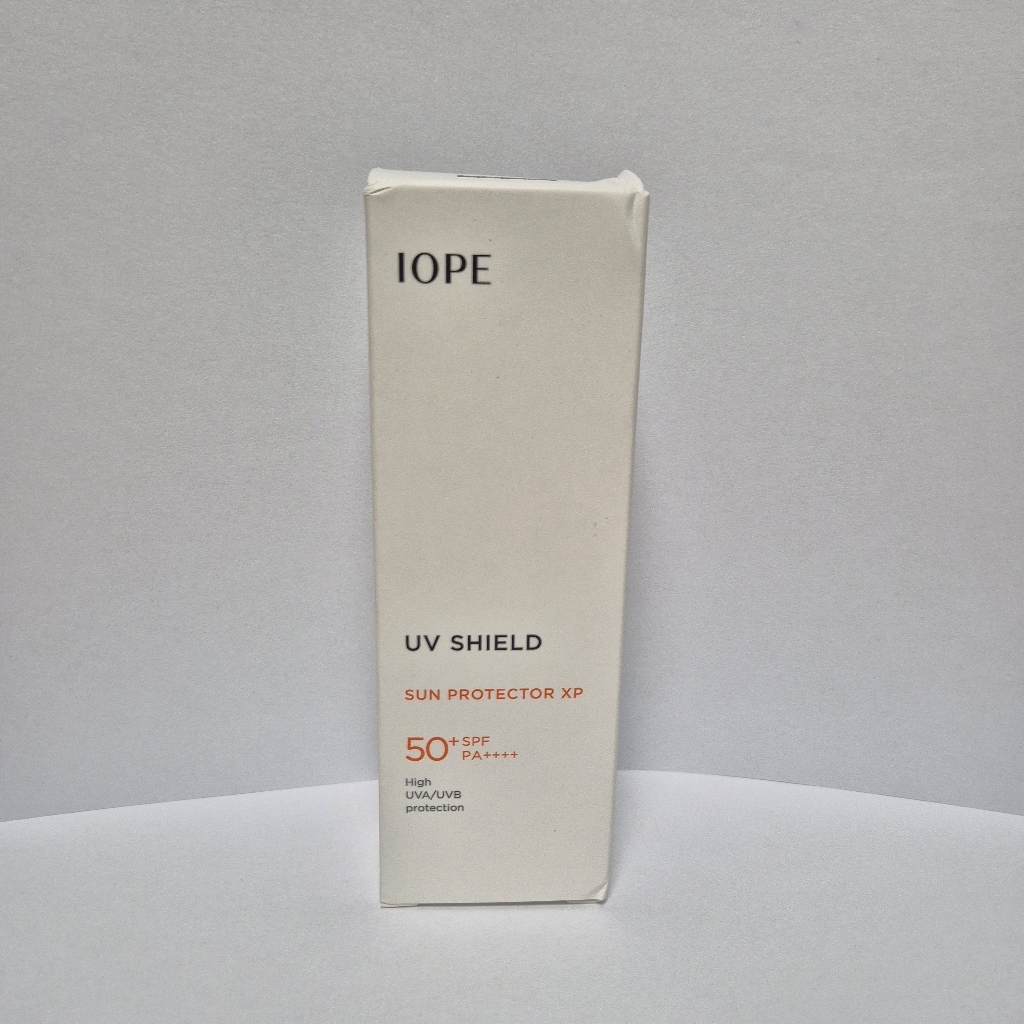 IOPE
UV SHIELD
SUN PROTECTOR XP
50+ SPF
PA++++
High
UVA/UVB
protection